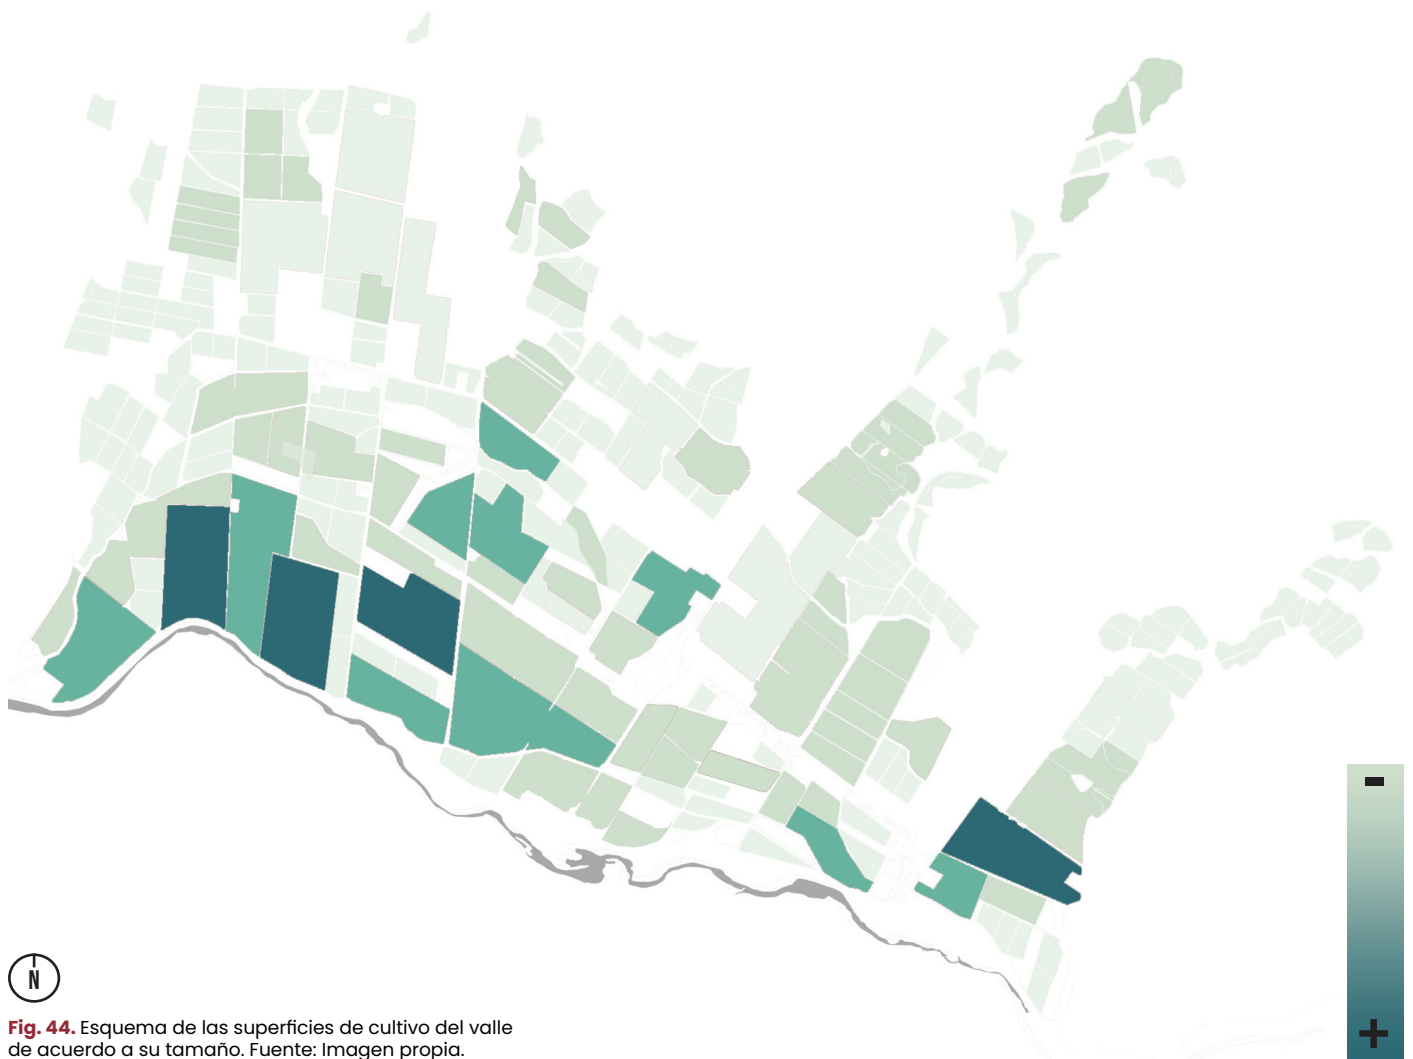 -
+
N
Fig. 44. Esquema de las superficies de cultivo del valle
de acuerdo a su tamaño. Fuente: Imagen propia.